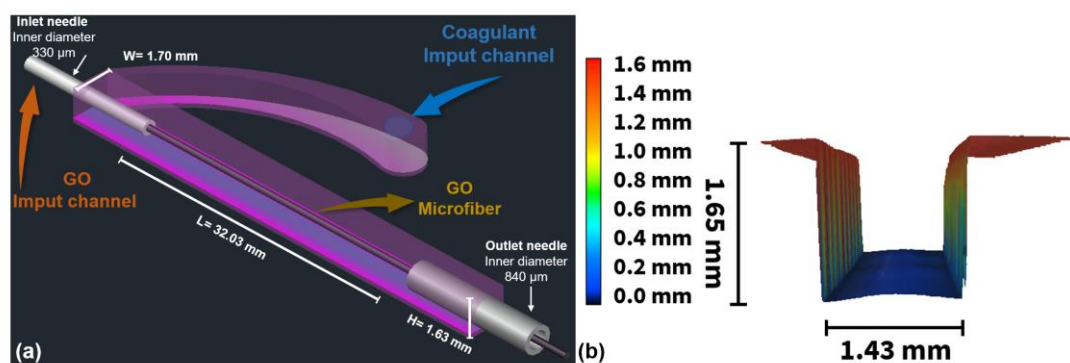 Inlet needle
Inner diameter
330 µm
W= 1.70 mm
Coagulant
Imput channel
GO
Imput channel
GO
Microfiber
L= 32.03 mm
Outlet needle
Inner diameter
840 µm
H= 1.63 mm
(a)
(b)
1.6 mm
1.4 mm
1.2 mm
1.0 mm
0.8 mm
0.6 mm
0.4 mm
0.2 mm
0.0 mm
1.65 mm
1.43 mm